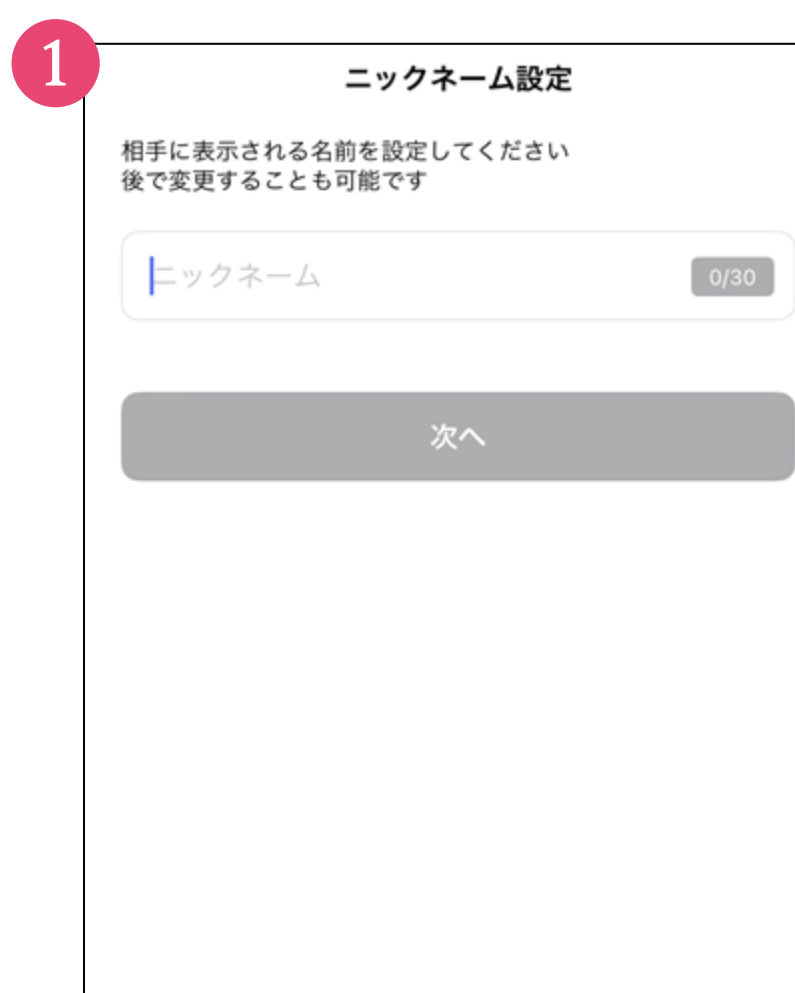 1
ニックネーム設定
相手に表示される名前を設定してください
後で変更することも可能です
ニックネーム
0/30
次へ